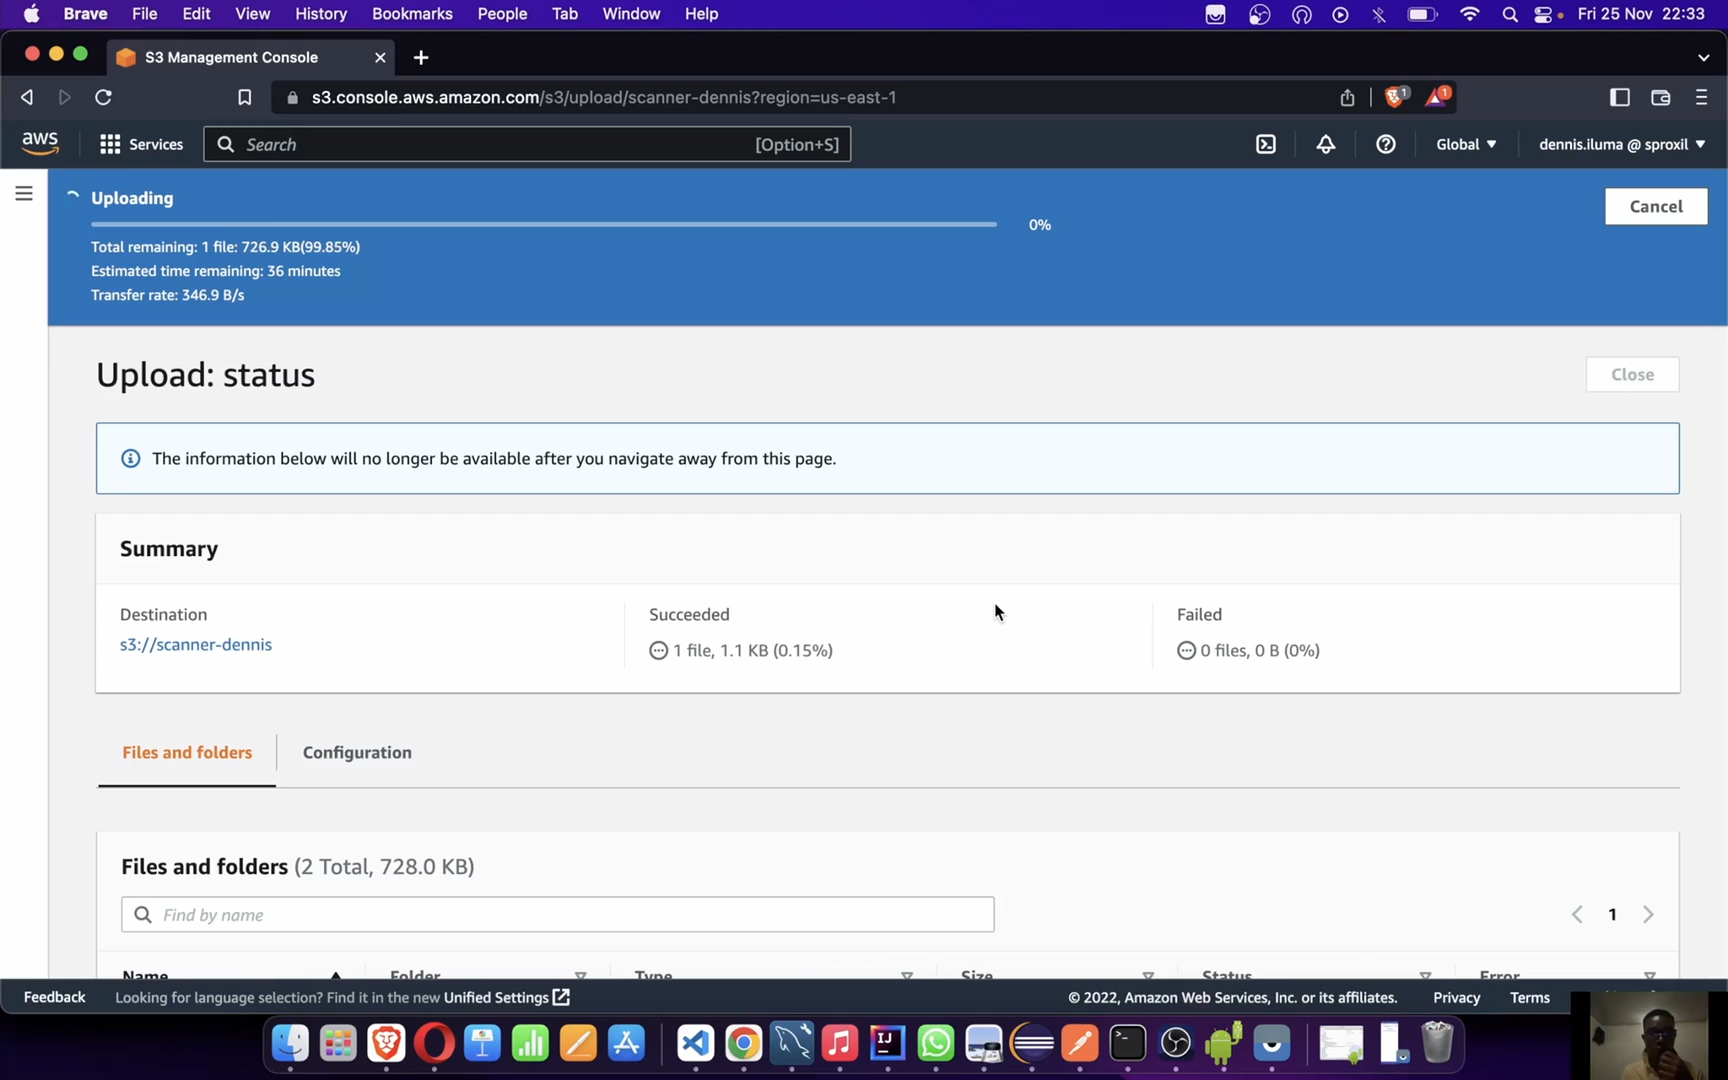 Brave File Edit View History Bookmarks People Tab Window Help Fri 25 Nov 22:33
S3 Management Console
s3.console.aws.amazon.com/s3/upload/scanner-dennis?region=us-east-1 1 1
aws Services Search [Option+S] Global dennis.iluma @ sproxil
Uploading Cancel
0%
Total remaining: 1 file: 726.9 KB(99.85%)
Estimated time remaining: 36 minutes
Transfer rate: 346.9 B/s
Upload: status Close
The information below will no longer be available after you navigate away from this page.
Summary
Destination Succeeded Failed
s3://scanner-dennis 1 file, 1.1 KB (0.15%) 0 files, 0 B (0%)
Files and folders Configuration
Files and folders (2 Total, 728.0 KB)
Find by name 1
Name Folder Type Size Status Error
Feedback Looking for language selection? Find it in the new Unified Settings © 2022, Amazon Web Services, Inc. or its affiliates. Privacy Terms
IJ